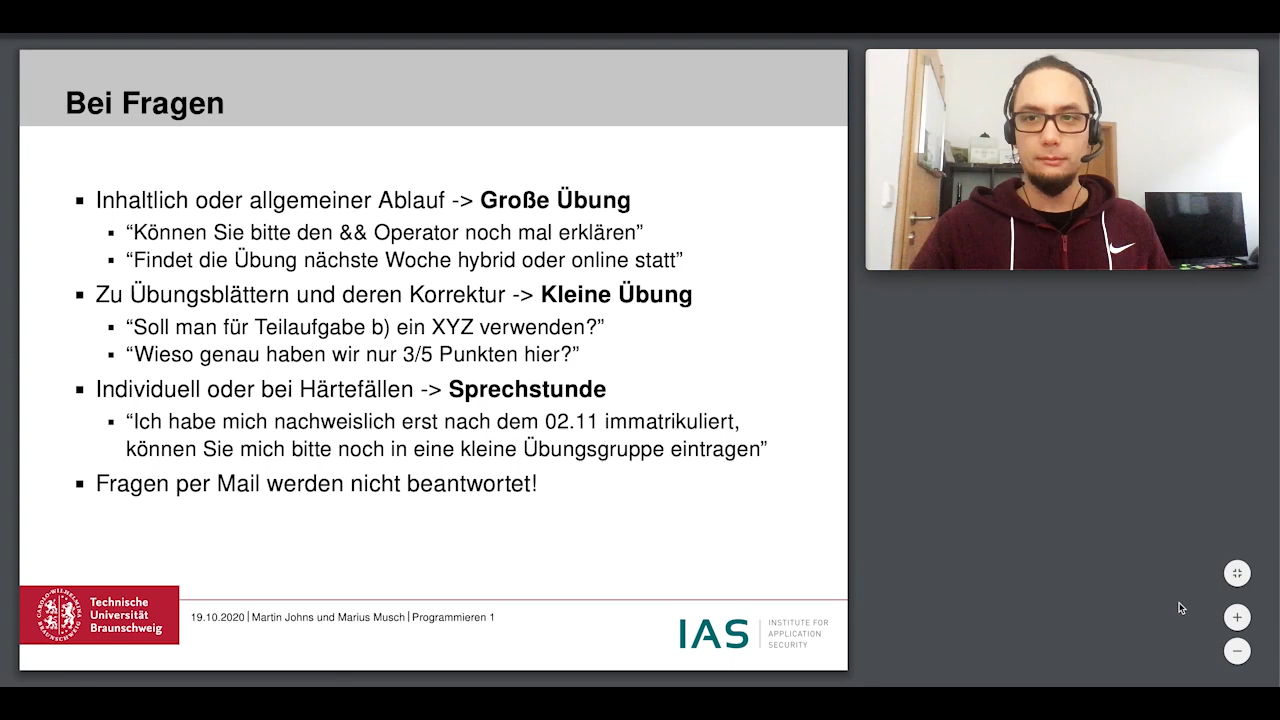 Bei Fragen
Inhaltlich oder allgemeiner Ablauf -> Große Übung
“Können Sie bitte den && Operator noch mal erklären”
“Findet die Übung nächste Woche hybrid oder online statt”
Zu Übungsblättern und deren Korrektur -> Kleine Übung
“Soll man für Teilaufgabe b) ein XYZ verwenden?”
“Wieso genau haben wir nur 3/5 Punkten hier?”
Individuell oder bei Härtefällen -> Sprechstunde
“Ich habe mich nachweislich erst nach dem 02.11 immatrikuliert,
können Sie mich bitte noch in eine kleine Übungsgruppe eintragen”
Fragen per Mail werden nicht beantwortet!
Technische
Universität
Braunschweig
19.10.2020 | Martin Johns und Marius Musch | Programmieren 1
IAS
INSTITUTE FOR
APPLICATION
SECURITY